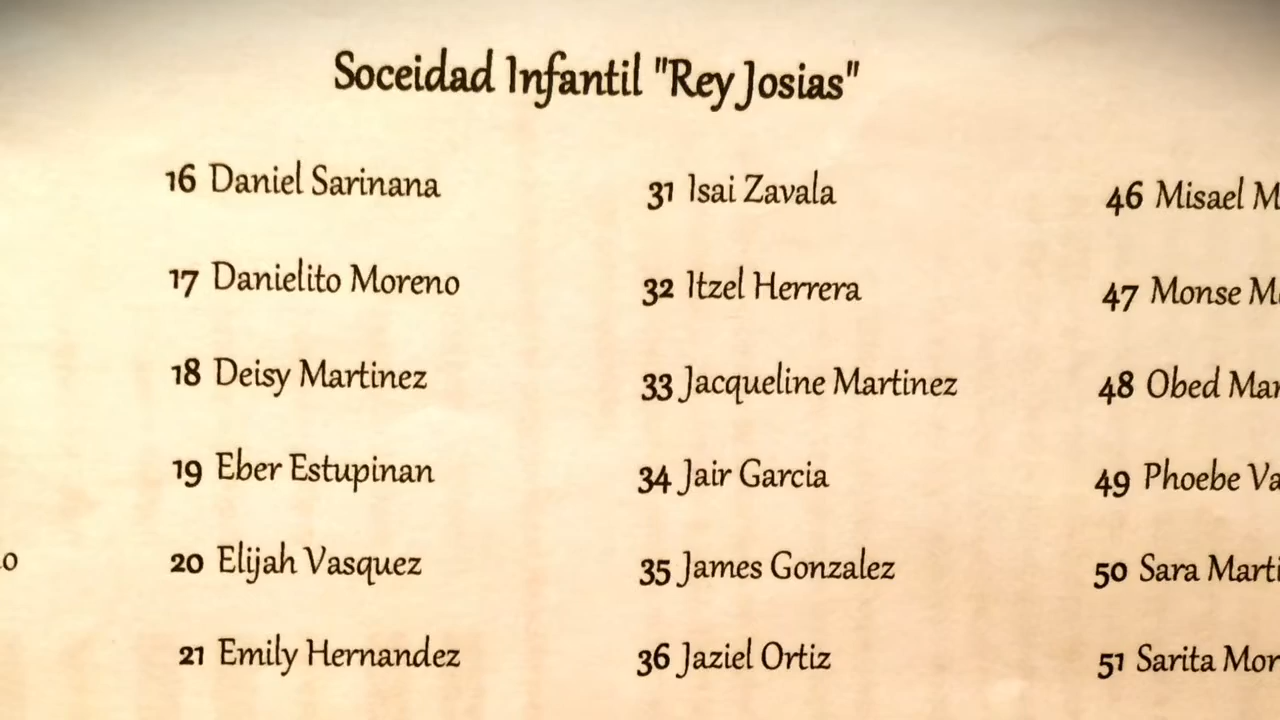 Soceidad Infantil "Rey Josias"
16 Daniel Sarinana
17 Danielito Moreno
18 Deisy Martinez
19 Eber Estupinan
20 Elijah Vasquez
21 Emily Hernandez
31 Isai Zavala
32 Itzel Herrera
33 Jacqueline Martinez
34 Jair Garcia
35 James Gonzalez
36 Jaziel Ortiz
46 Misael
47 Monse
48 Obed
49 Phoebe
50 Sara
51 Sarita